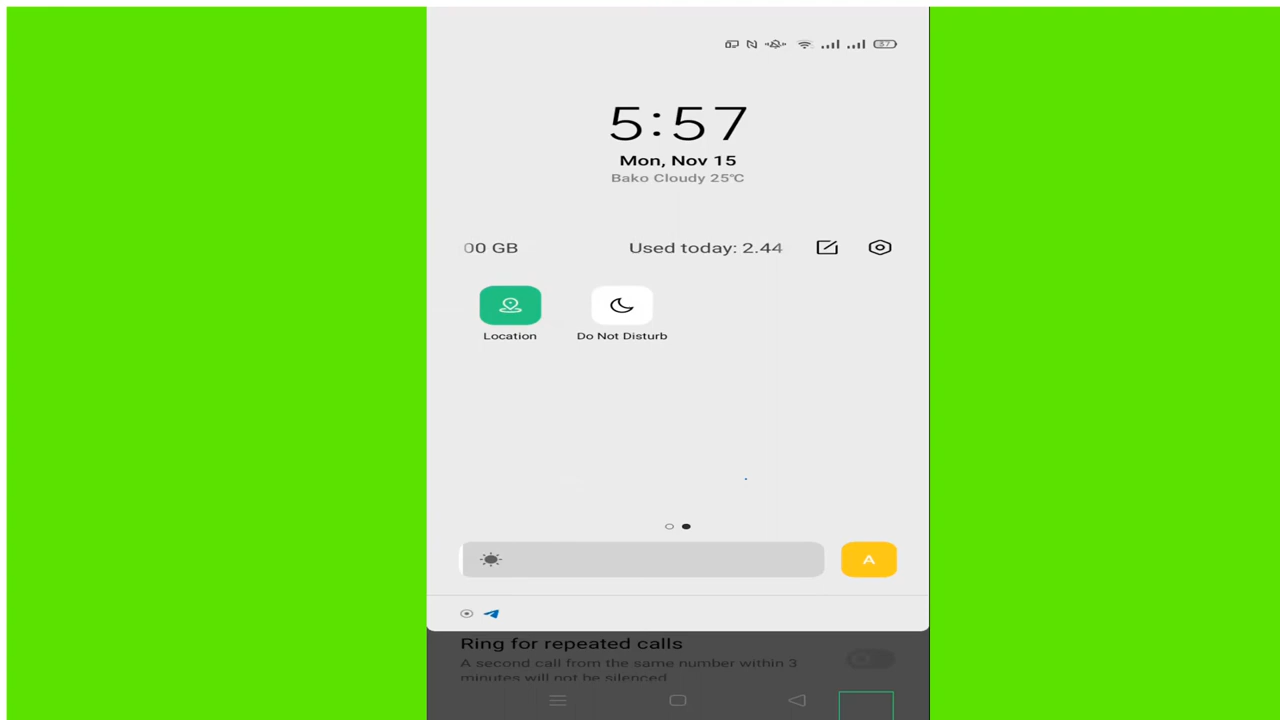 37
5:57
Mon, Nov 15
Bako Cloudy 25°C
00 GB Used today: 2.44
Location Do Not Disturb
A
Ring for repeated calls
A second call from the same number within 3
minutes will not be silenced